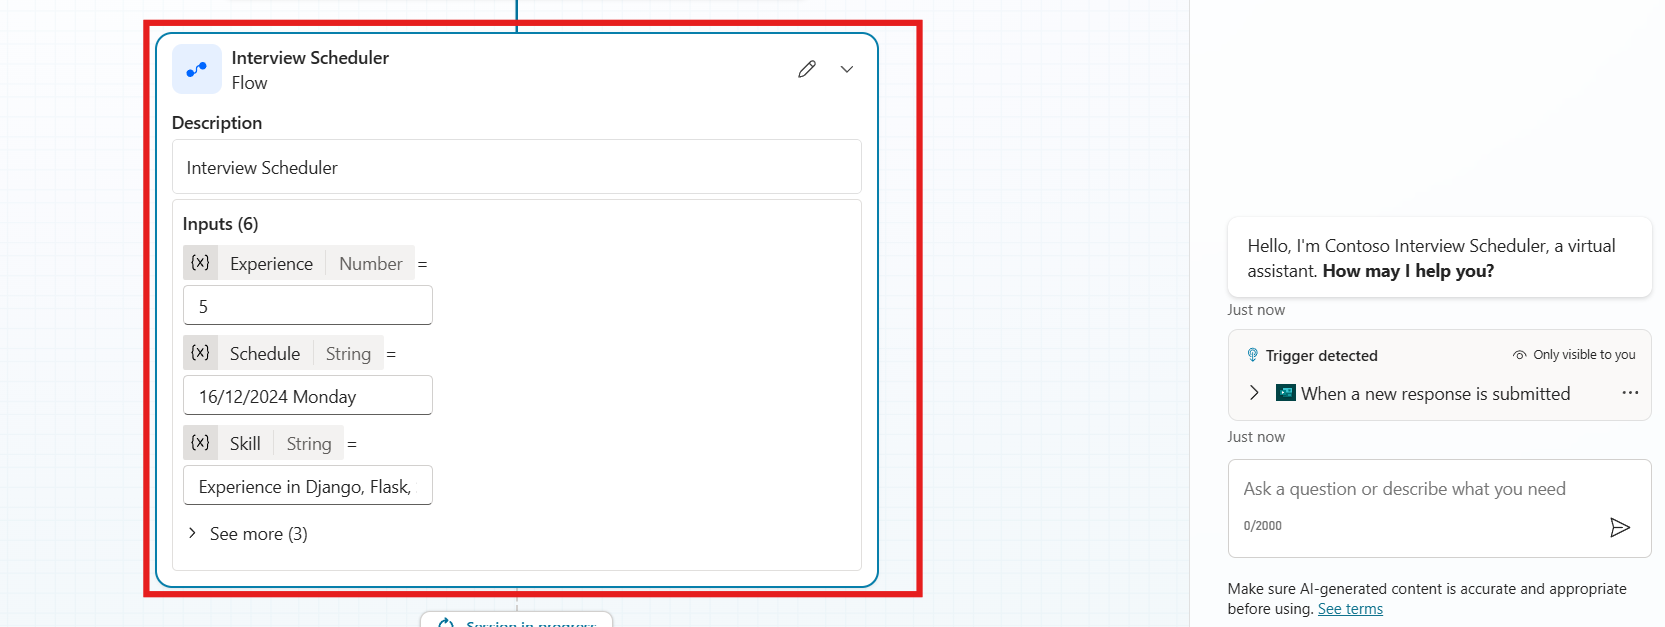 Interview Scheduler
Flow
Description
Interview Scheduler
Inputs (6)
{x} Experience Number =
5
{x} Schedule String =
16/12/2024 Monday
{x} Skill String =
Experience in Django, Flask,
See more (3)
Session in progress
Hello, I'm Contoso Interview Scheduler, a virtual
assistant. How may I help you?
Just now
Trigger detected Only visible to you
When a new response is submitted ...
Just now
Ask a question or describe what you need
0/2000
Make sure AI-generated content is accurate and appropriate
before using. See terms